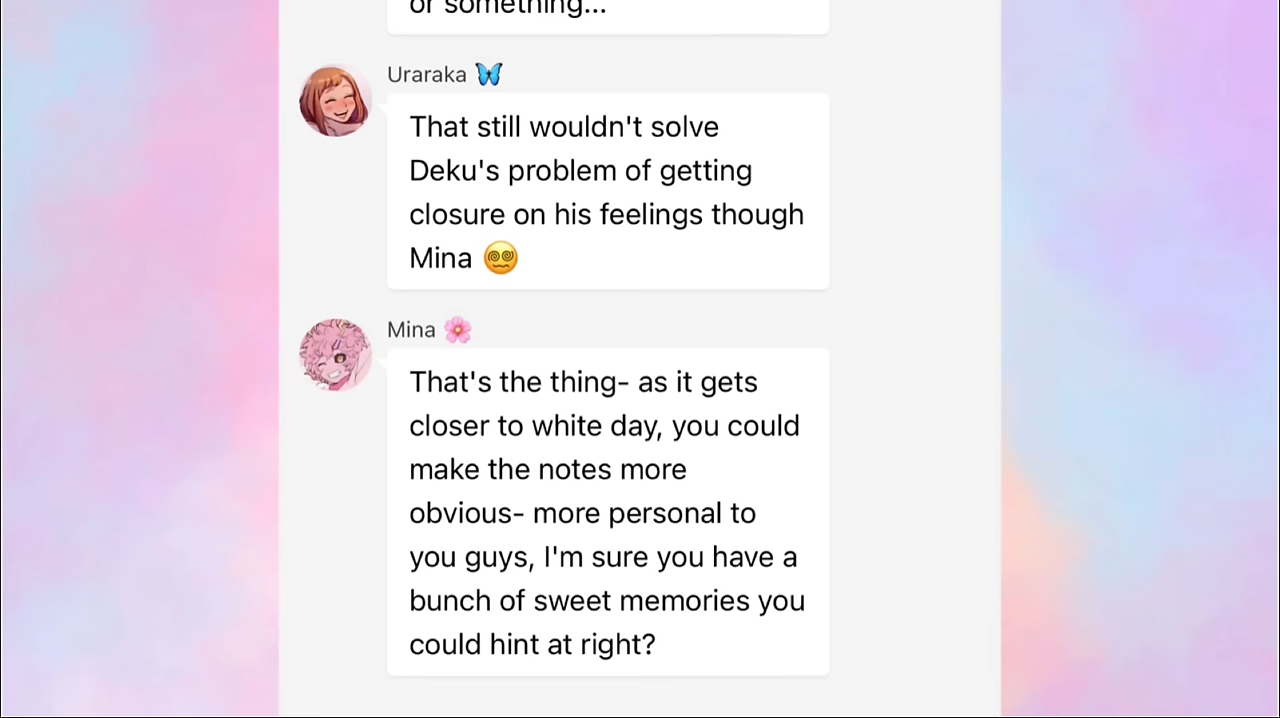 or something...
Uraraka 🦋
That still wouldn't solve
Deku's problem of getting
closure on his feelings though
Mina 😵‍💫
Mina 🌸
That's the thing- as it gets
closer to white day, you could
make the notes more
obvious- more personal to
you guys, I'm sure you have a
bunch of sweet memories you
could hint at right?